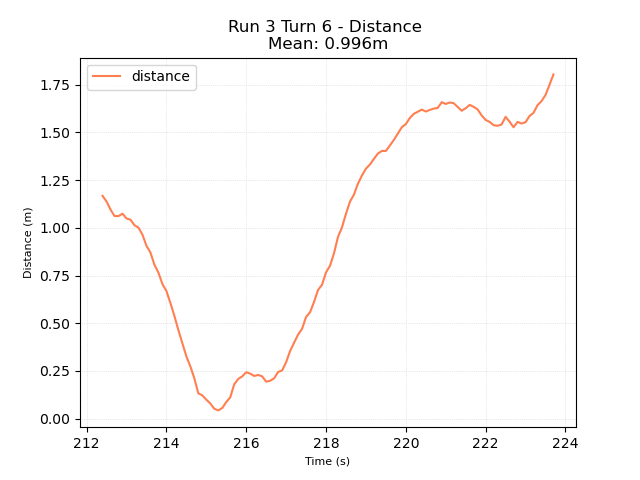 Run 3 Turn 6 - Distance
Mean: 0.996m
distance
1.75
1.50
1.25
1.00
0.75
0.50
0.25
0.00
Distance (m)
212 214 216 218 220 222 224
Time (s)